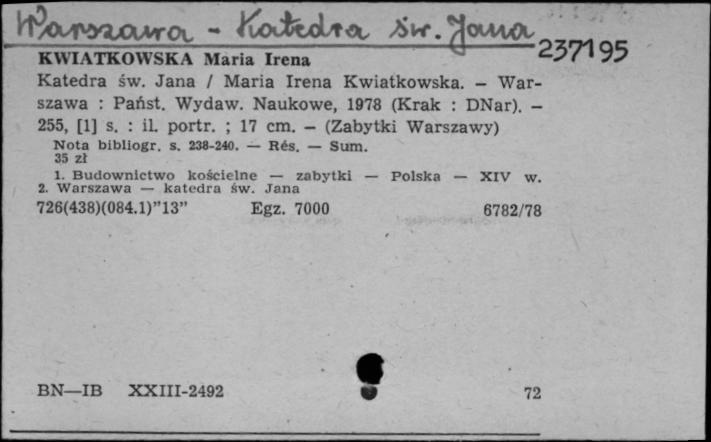 Warszawa - Katedra św. Jana
237195
KWIATKOWSKA Maria Irena
Katedra św. Jana / Maria Irena Kwiatkowska. — War-
szawa : Państ. Wydaw. Naukowe, 1978 (Krak : DNar). —
255, [1] s. : il. portr. ; 17 cm. — (Zabytki Warszawy)
Nota bibliogr. s. 238-240. — Rés. — Sum.
35 zł
1. Budownictwo kościelne — zabytki — Polska — XIV w.
2. Warszawa — katedra św. Jana
726(438)(084.1)”13” Egz. 7000 6782/78
BN—IB XXIII-2492 72